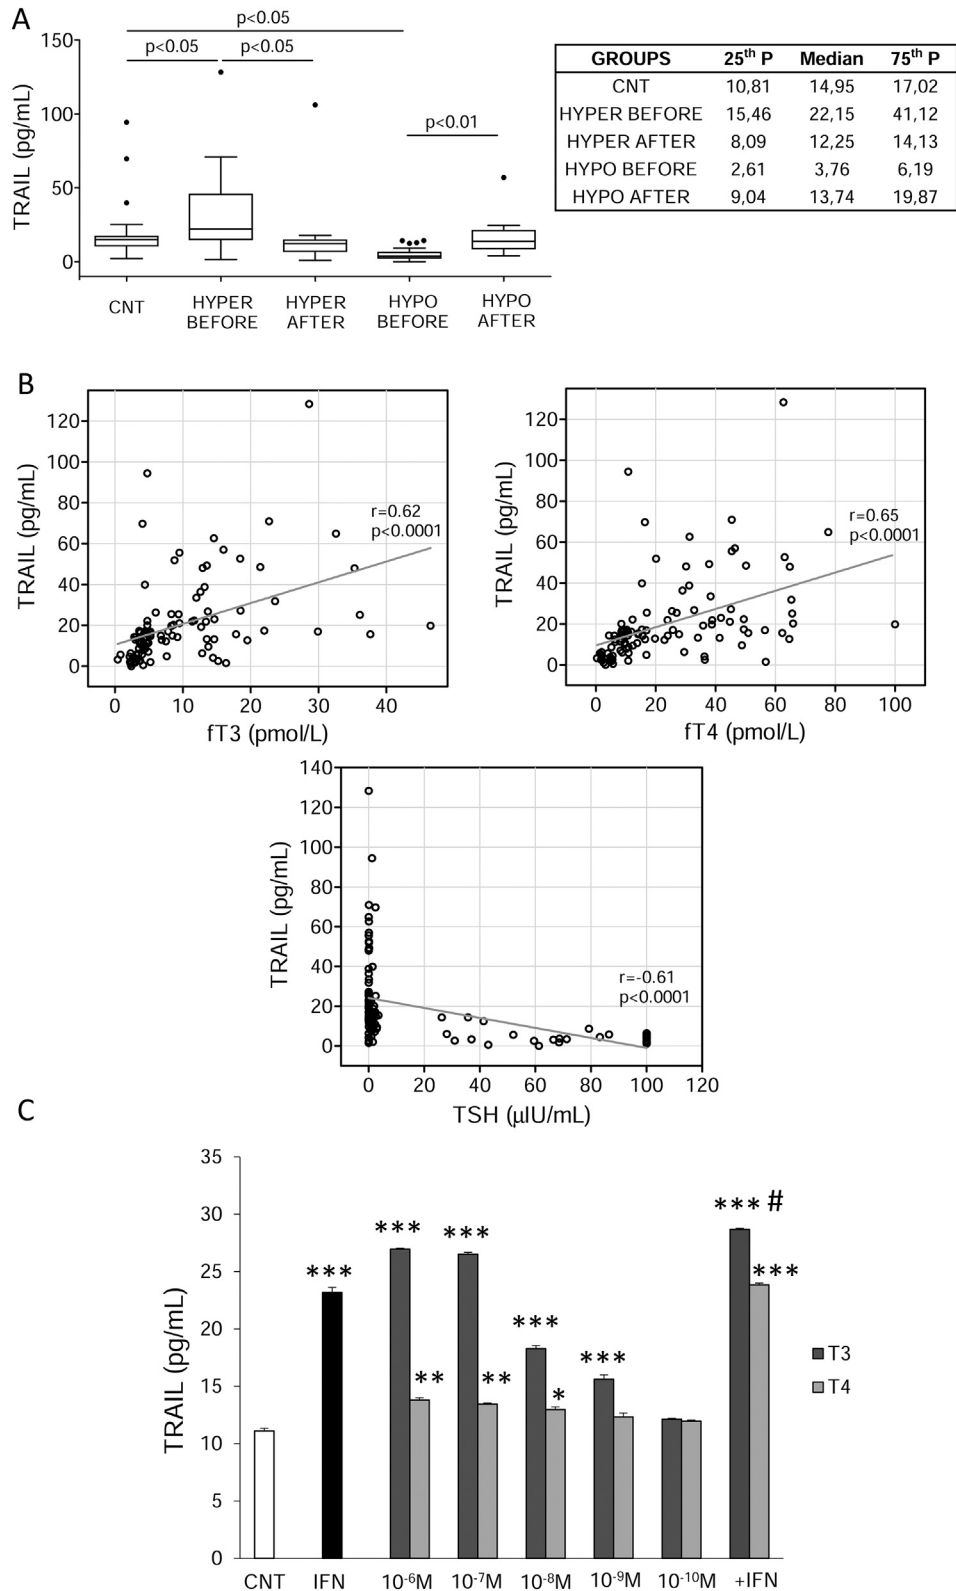 A
p<0.05
p<0.05 p<0.05
p<0.01
150
100
50
0
TRAIL (pg/mL)
CNT
HYPER BEFORE
HYPER AFTER
HYPO BEFORE
HYPO AFTER
GROUPS 25th P Median 75th P
CNT 10,81 14,95 17,02
HYPER BEFORE 15,46 22,15 41,12
HYPER AFTER 8,09 12,25 14,13
HYPO BEFORE 2,61 3,76 6,19
HYPO AFTER 9,04 13,74 19,87
B
TRAIL (pg/mL)
120
100
80
60
40
20
0
r=0.62
p<0.0001
0 10 20 30 40
fT3 (pmol/L)
TRAIL (pg/mL)
120
100
80
60
40
20
0
r=0.65
p<0.0001
0 20 40 60 80 100
fT4 (pmol/L)
TRAIL (pg/mL)
140
120
100
80
60
40
20
0
r=-0.61
p<0.0001
0 20 40 60 80 100 120
TSH (µIU/mL)
C
TRAIL (pg/mL)
35
30
25
20
15
10
5
0
*** #
*** ***
*** ***
***
***
** ** *
T3
T4
CNT IFN 10-6M 10-7M 10-8M 10-9M 10-10M +IFN